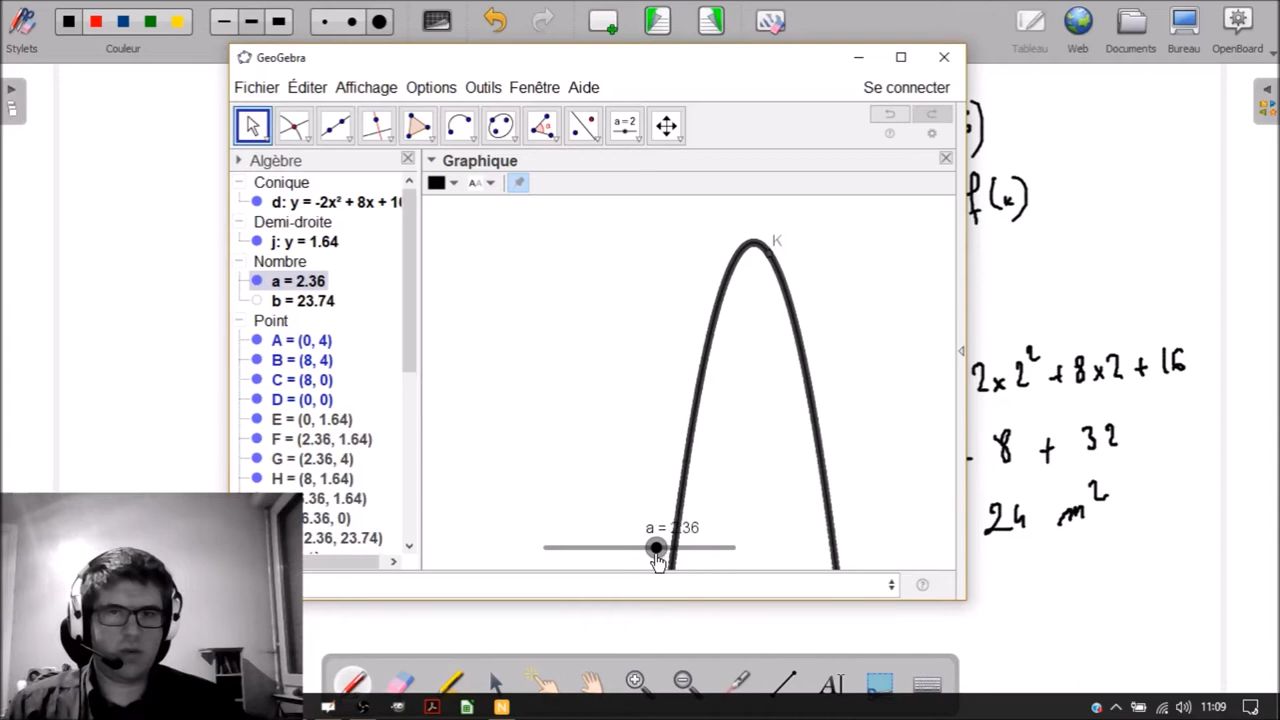 Stylets
Couleur
Tableau
Web
Documents
Bureau
OpenBoard
GeoGebra
Fichier Éditer Affichage Options Outils Fenêtre Aide
Se connecter
a=2
Algèbre
Graphique
AA
Conique
d: y = -2x² + 8x + 16
Demi-droite
j: y = 1.64
Nombre
a = 2.36
b = 23.74
Point
A = (0, 4)
B = (8, 4)
C = (8, 0)
D = (0, 0)
E = (0, 1.64)
F = (2.36, 1.64)
G = (2.36, 4)
H = (8, 1.64)
.36, 1.64)
.36, 0)
2.36, 23.74)
K
a = 2.36
f(x)
2x2² + 8x2 + 16
- 8 + 32
24 m²
AI
11:09